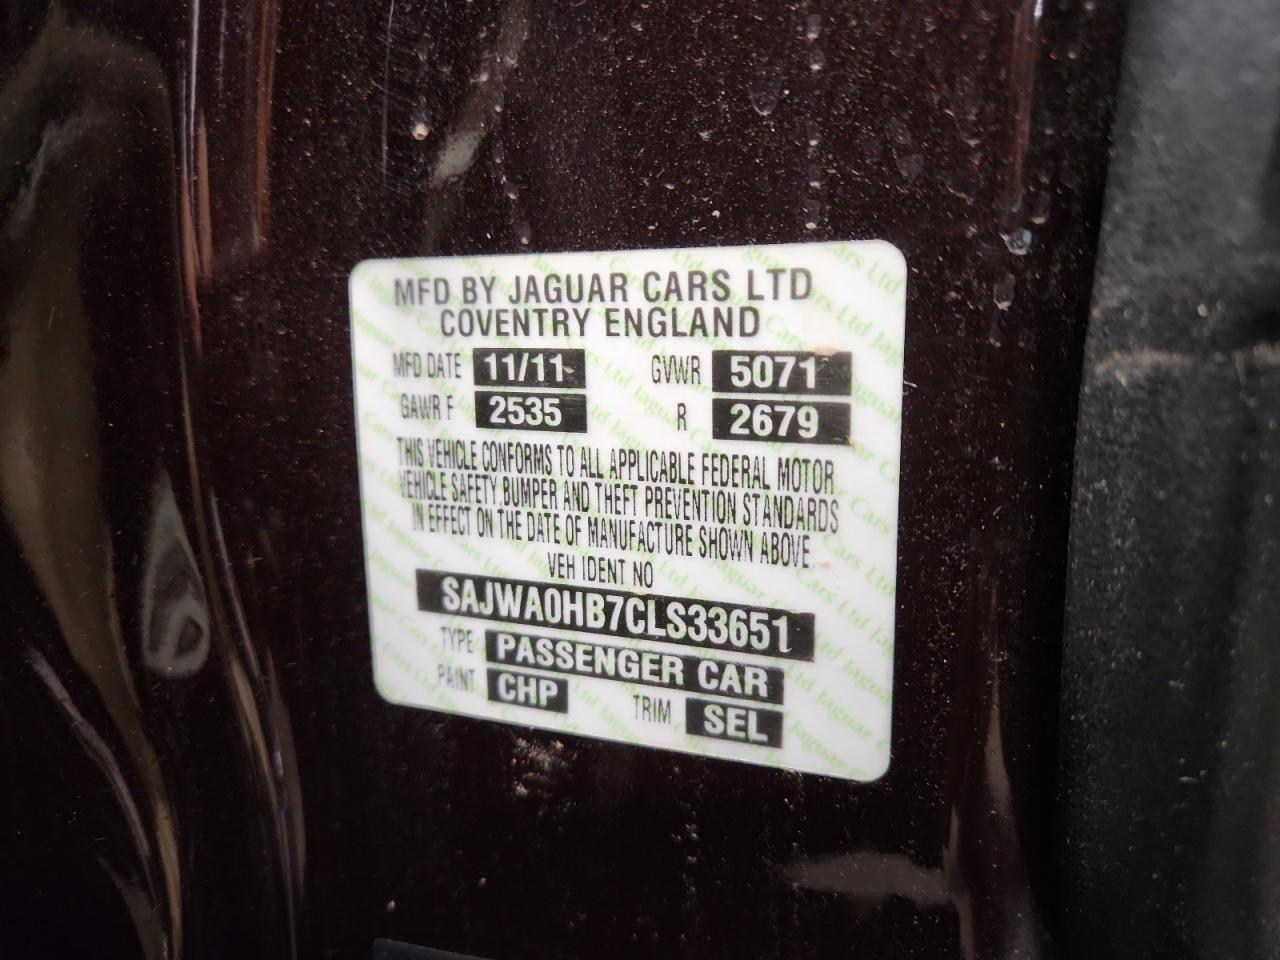 MFD BY JAGUAR CARS LTD
COVENTRY ENGLAND
MFD DATE 11/11 GVWR 5071
GAWR F 2535 R 2679
THIS VEHICLE CONFORMS TO ALL APPLICABLE FEDERAL MOTOR
VEHICLE SAFETY, BUMPER AND THEFT PREVENTION STANDARDS
IN EFFECT ON THE DATE OF MANUFACTURE SHOWN ABOVE.
VEH IDENT NO
SAJWA0HB7CLS33651
TYPE PASSENGER CAR
PAINT CHP TRIM SEL